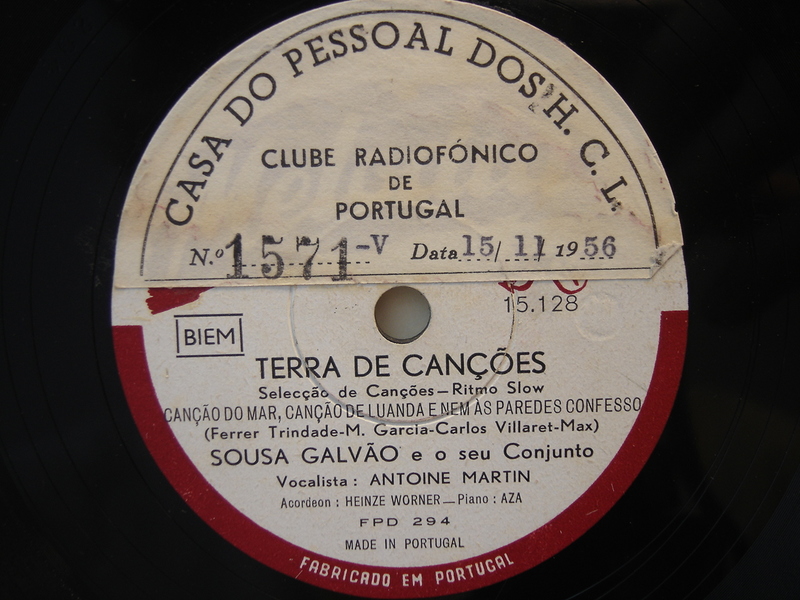 CASA DO PESSOAL DOS H. C. L.
CLUBE RADIOFÓNICO
DE
PORTUGAL
N.º 1571-V Data 15/11 1956
15.128
BIEM
TERRA DE CANÇÕES
Selecção de Canções—Ritmo Slow
CANÇÃO DO MAR, CANÇÃO DE LUANDA E NEM ÀS PAREDES CONFESSO
(Ferrer Trindade-M. Garcia-Carlos Villaret-Max)
SOUSA GALVÃO e o seu Conjunto
Vocalista : ANTOINE MARTIN
Acordeon : HEINZE WORNER — Piano : AZA
FPD 294
MADE IN PORTUGAL
FABRICADO EM PORTUGAL